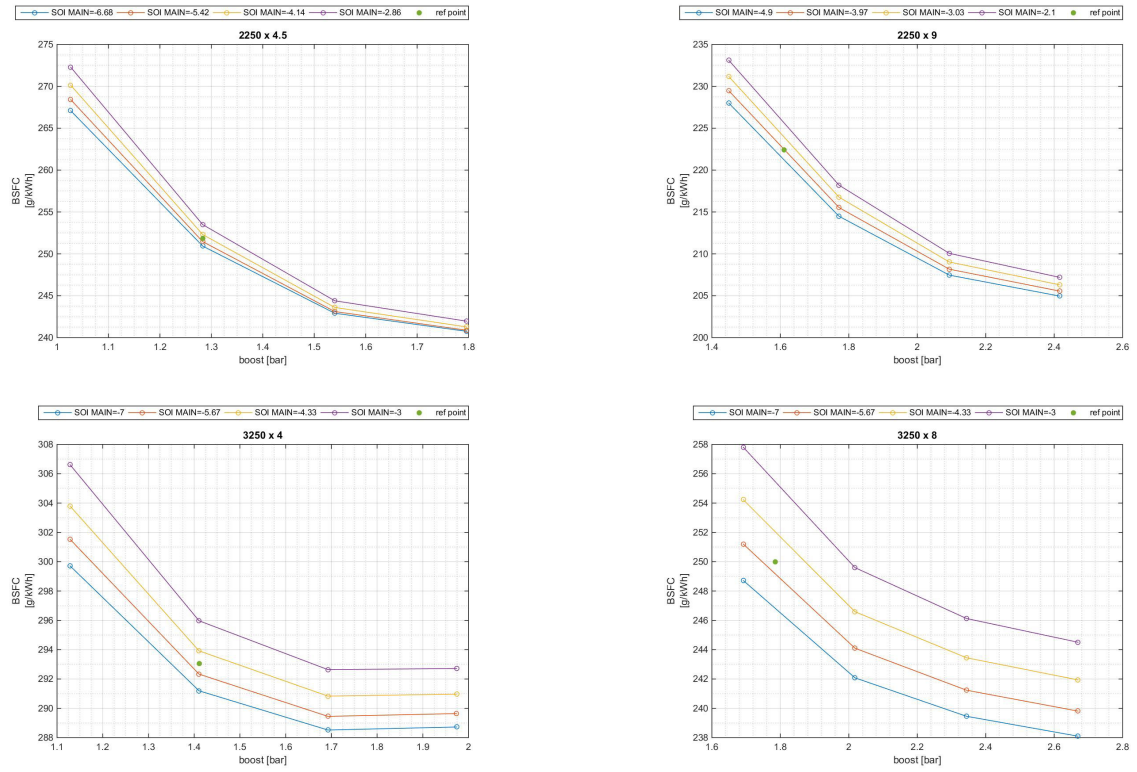 SOI MAIN=-6.68 SOI MAIN=-5.42 SOI MAIN=-4.14 SOI MAIN=-2.86 ref point
2250 x 4.5
275
270
265
260
255
250
245
240
BSFC
[g/kWh]
1 1.1 1.2 1.3 1.4 1.5 1.6 1.7 1.8
boost [bar]
SOI MAIN=-4.9 SOI MAIN=-3.97 SOI MAIN=-3.03 SOI MAIN=-2.1 ref point
2250 x 9
235
230
225
220
215
210
205
200
BSFC
[g/kWh]
1.4 1.6 1.8 2 2.2 2.4 2.6
boost [bar]
SOI MAIN=-7 SOI MAIN=-5.67 SOI MAIN=-4.33 SOI MAIN=-3 ref point
3250 x 4
308
306
304
302
300
298
296
294
292
290
288
BSFC
[g/kWh]
1.1 1.2 1.3 1.4 1.5 1.6 1.7 1.8 1.9 2
boost [bar]
SOI MAIN=-7 SOI MAIN=-5.67 SOI MAIN=-4.33 SOI MAIN=-3 ref point
3250 x 8
258
256
254
252
250
248
246
244
242
240
238
BSFC
[g/kWh]
1.6 1.8 2 2.2 2.4 2.6 2.8
boost [bar]